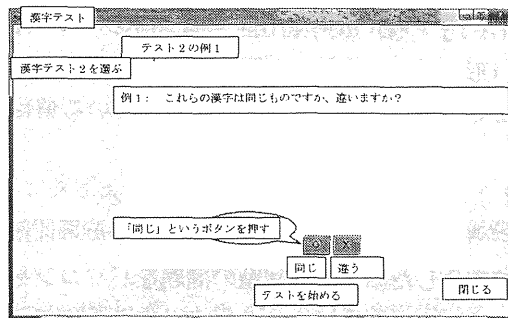 漢字テスト
テスト2の例1
漢字テスト2を選ぶ
例1: これらの漢字は同じものですか、違いますか?
「同じ」というボタンを押す
O X
同じ 違う
テストを始める
閉じる